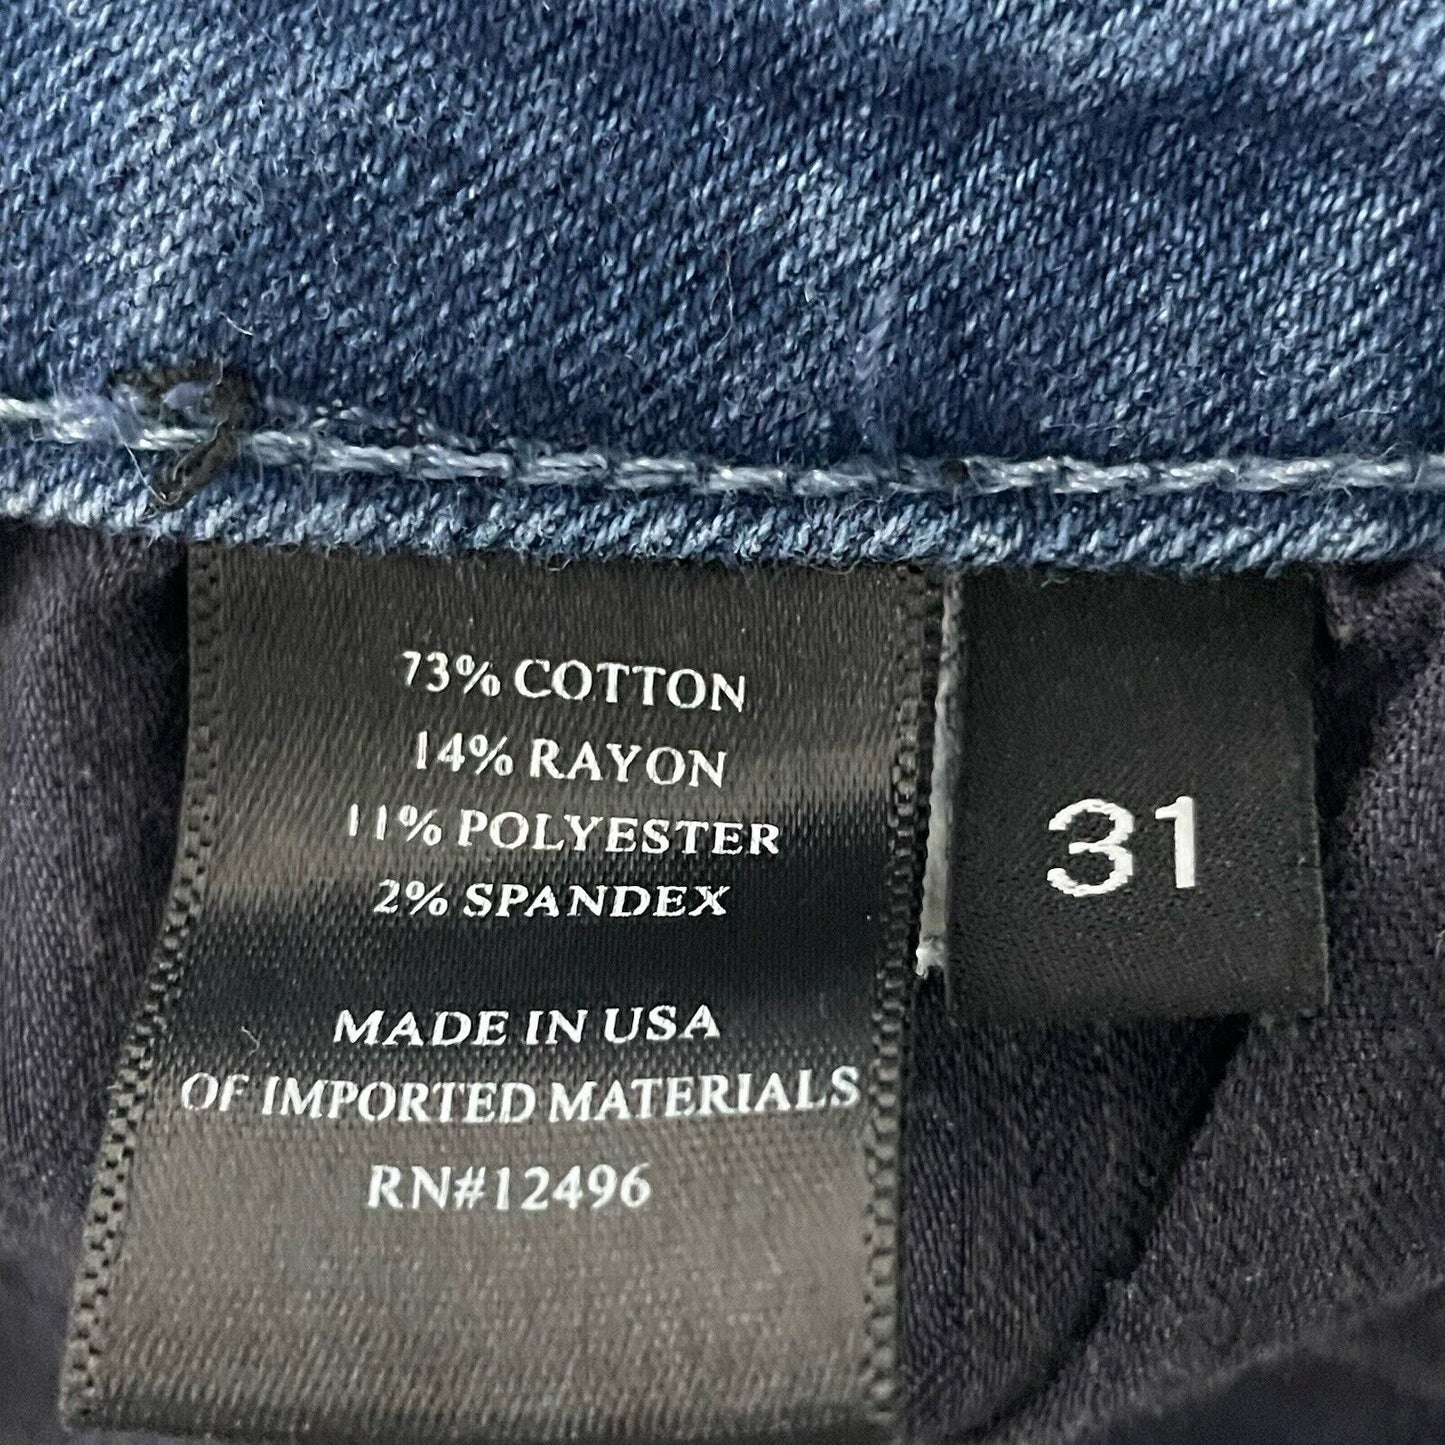 73% COTTON
14% RAYON
11% POLYESTER
2% SPANDEX
MADE IN USA
OF IMPORTED MATERIALS
RN#12496
31